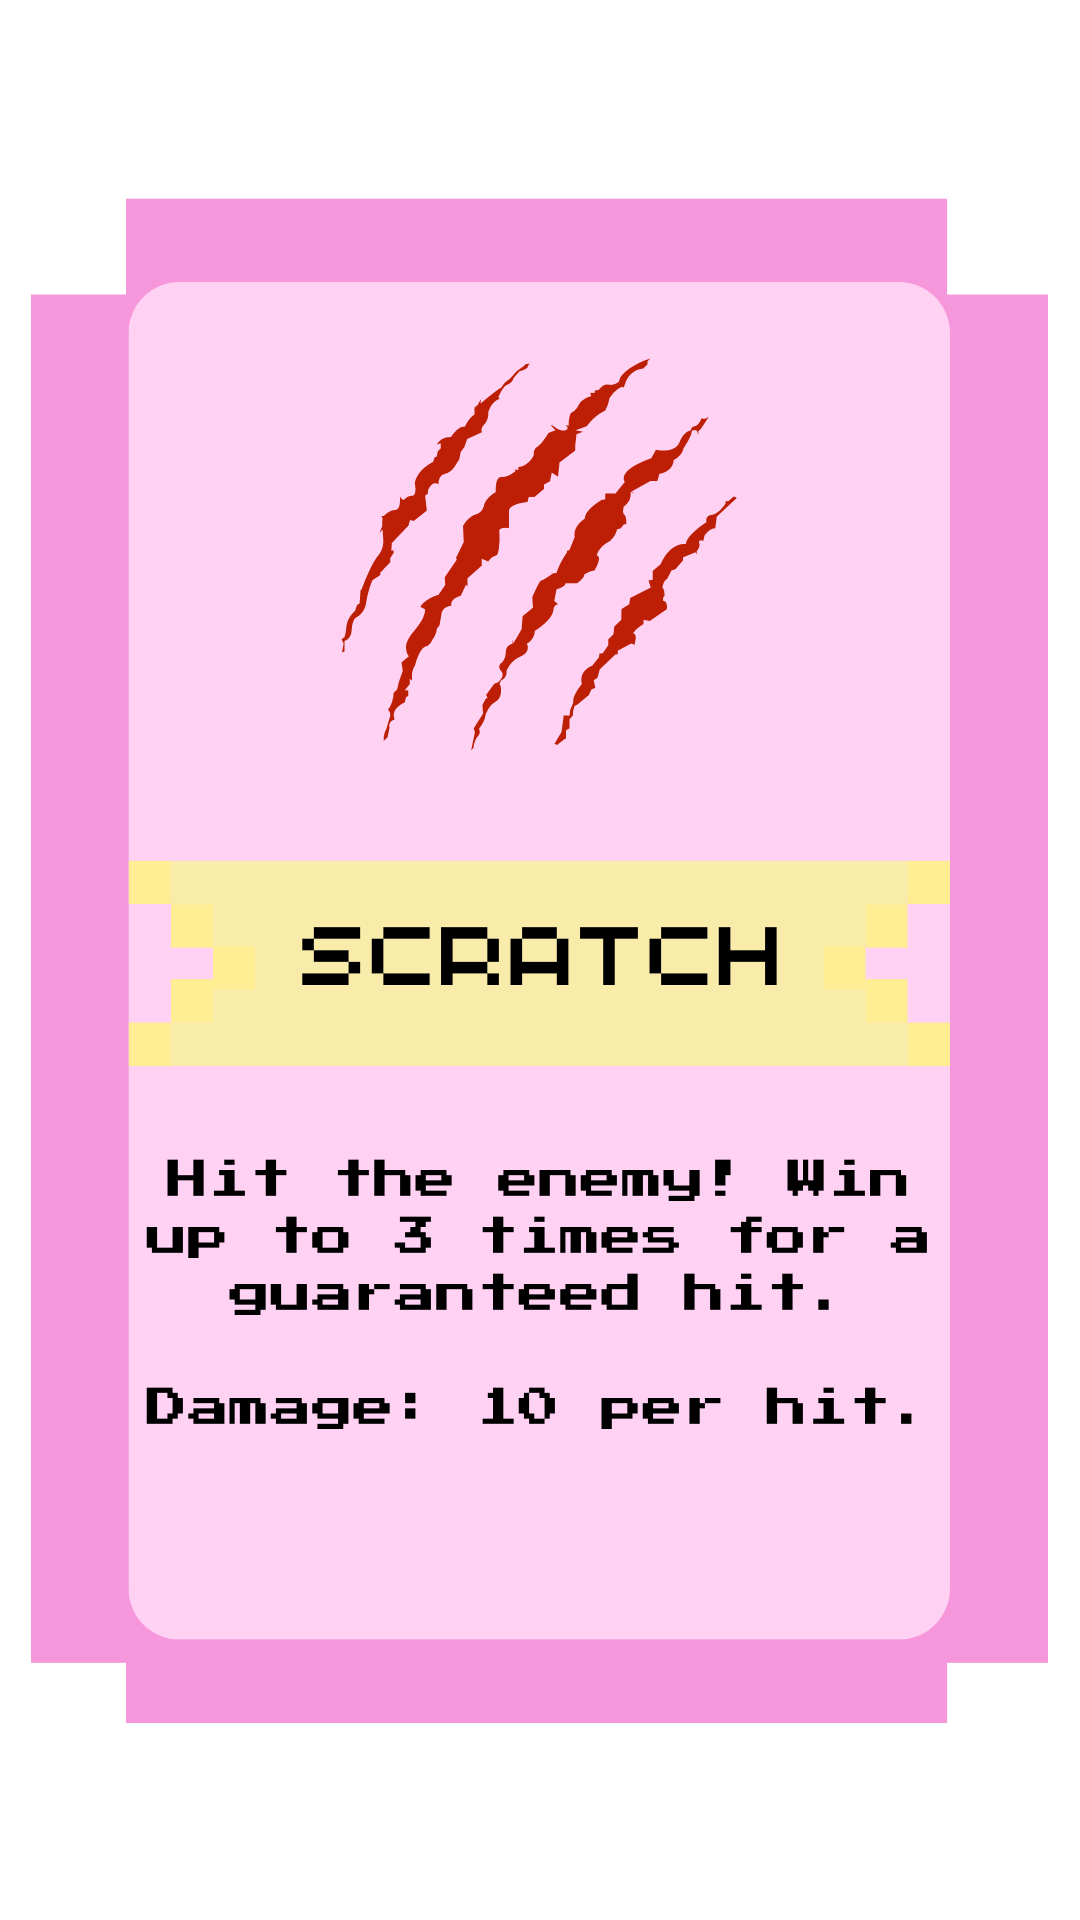 SCRATCH
Hit the enemy! Win
up to 3 times for a
guaranteed hit.
Damage: 10 per hit.